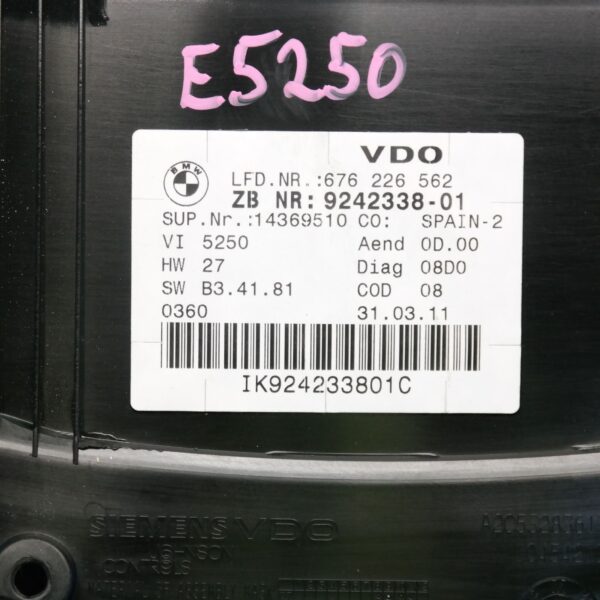 E5250
VDO
BMW
LFD.NR.:676 226 562
ZB NR: 9242338-01
SUP.Nr.:14369510 CO: SPAIN-2
VI 5250 Aend 0D.00
HW 27 Diag 08D0
SW B3.41.81 COD 08
0360 31.03.11
IK924233801C
SIEMENS VDO
JOHNSON
CONTROLS